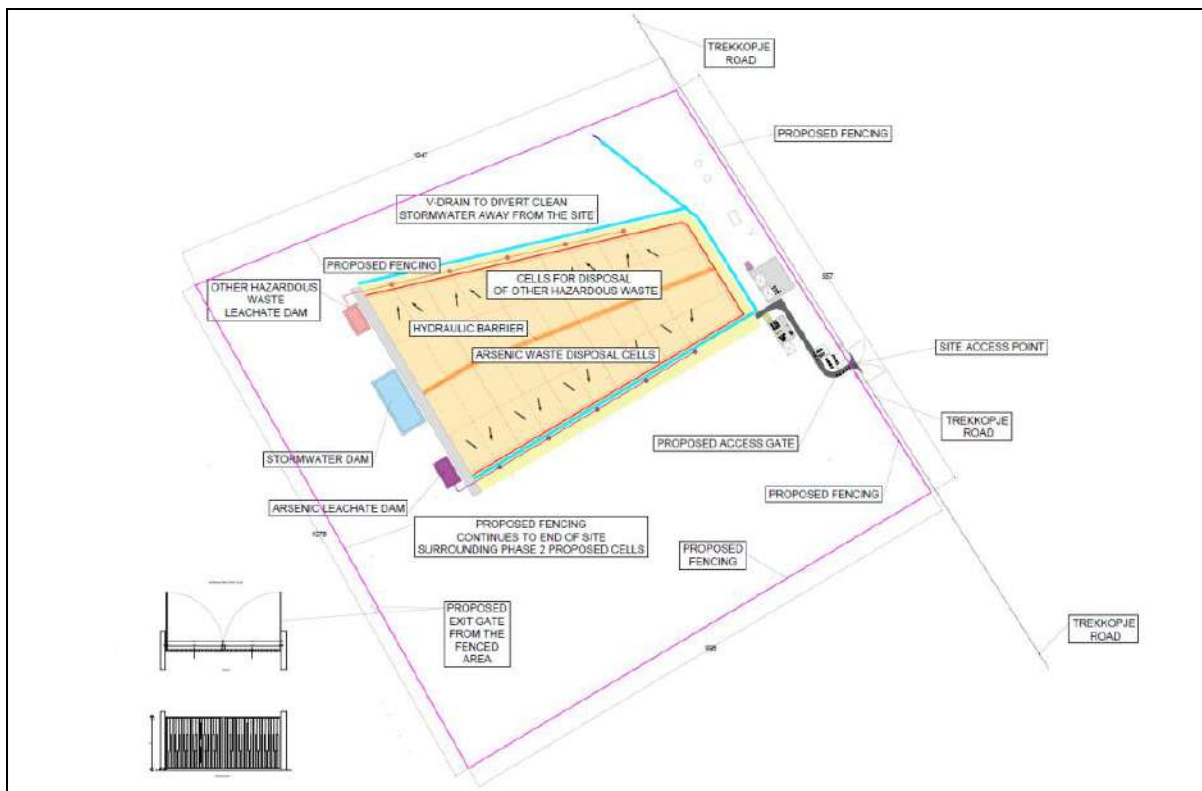 TREKKOPJE
ROAD
PROPOSED FENCING
1047
V-DRAIN TO DIVERT CLEAN
STORMWATER AWAY FROM THE SITE
PROPOSED FENCING
OTHER HAZARDOUS
WASTE
LEACHATE DAM
CELLS FOR DISPOSAL
OF OTHER HAZARDOUS WASTE
557
HYDRAULIC BARRIER
ARSENIC WASTE DISPOSAL CELLS
SITE ACCESS POINT
TREKKOPJE
ROAD
PROPOSED ACCESS GATE
STORMWATER DAM
PROPOSED FENCING
ARSENIC LEACHATE DAM
PROPOSED FENCING
CONTINUES TO END OF SITE
SURROUNDING PHASE 2 PROPOSED CELLS
PROPOSED
FENCING
PROPOSED
EXIT GATE
FROM THE
FENCED
AREA
TREKKOPJE
ROAD